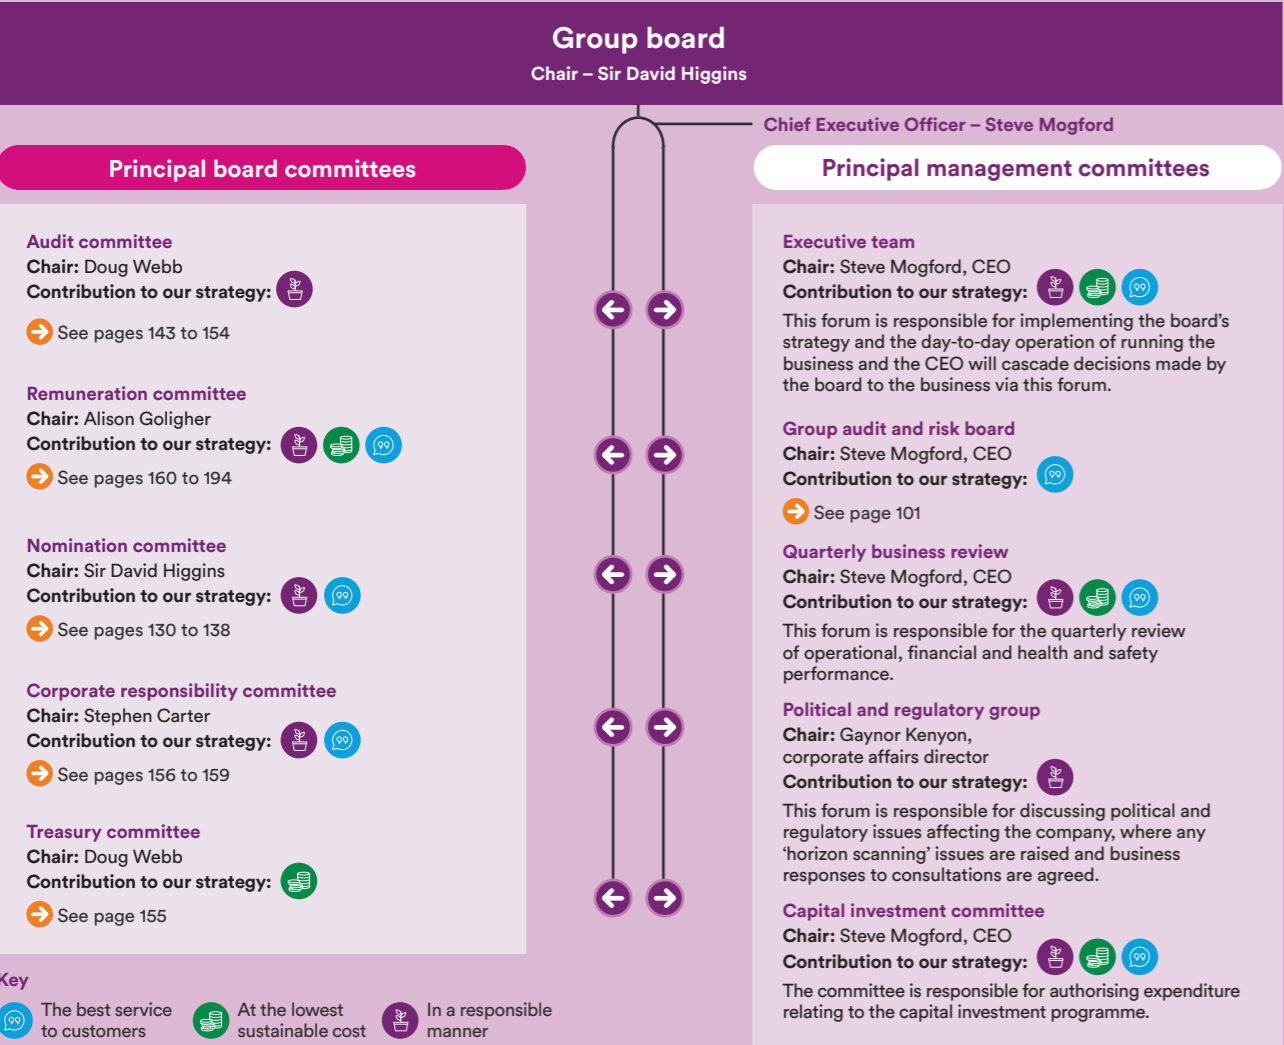 Group board
Chair – Sir David Higgins
Chief Executive Officer – Steve Mogford
Principal board committees
Audit committee
Chair: Doug Webb
Contribution to our strategy:
See pages 143 to 154
Remuneration committee
Chair: Alison Goligher
Contribution to our strategy:
See pages 160 to 194
Nomination committee
Chair: Sir David Higgins
Contribution to our strategy:
See pages 130 to 138
Corporate responsibility committee
Chair: Stephen Carter
Contribution to our strategy:
See pages 156 to 159
Treasury committee
Chair: Doug Webb
Contribution to our strategy:
See page 155
Principal management committees
Executive team
Chair: Steve Mogford, CEO
Contribution to our strategy:
This forum is responsible for implementing the board’s
strategy and the day-to-day operation of running the
business and the CEO will cascade decisions made by
the board to the business via this forum.
Group audit and risk board
Chair: Steve Mogford, CEO
Contribution to our strategy:
See page 101
Quarterly business review
Chair: Steve Mogford, CEO
Contribution to our strategy:
This forum is responsible for the quarterly review
of operational, financial and health and safety
performance.
Political and regulatory group
Chair: Gaynor Kenyon,
corporate affairs director
Contribution to our strategy:
This forum is responsible for discussing political and
regulatory issues affecting the company, where any
‘horizon scanning’ issues are raised and business
responses to consultations are agreed.
Capital investment committee
Chair: Steve Mogford, CEO
Contribution to our strategy:
The committee is responsible for authorising expenditure
relating to the capital investment programme.
Key
The best service
to customers
At the lowest
sustainable cost
In a responsible
manner